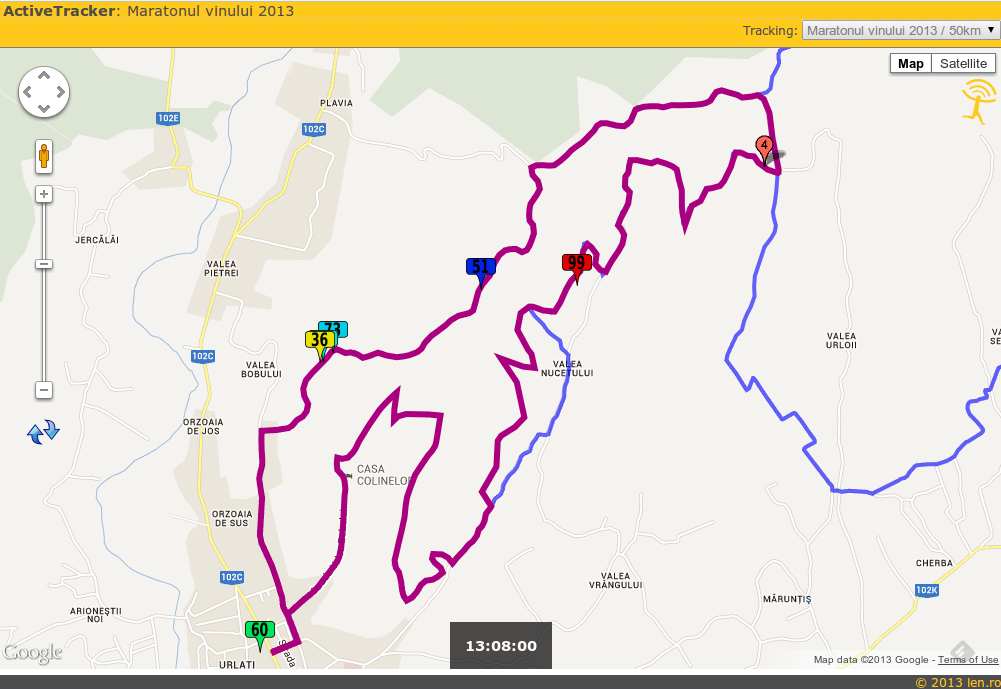 ActiveTracker: Maratonul vinului 2013
Tracking: Maratonul vinului 2013 / 50km
Map Satellite
PLAVIA
102E
102C
4
JERCĂLĂI
VALEA
PIETREI
51
99
73
36
102C
VALEA
BOBULUI
VALEA
NUCETULUI
VALEA
URLOII
VA
SE
ORZOAIA
DE JOS
CASA
COLINELOR
ORZOAIA
DE SUS
102C
VALEA
VRÂNGULUI
CHERBA
102K
MĂRUNȚIȘ
ARIONEȘTII
NOI
60
Strada
URLATI
13:08:00
Google
Map data ©2013 Google - Terms of Use
© 2013 len.ro